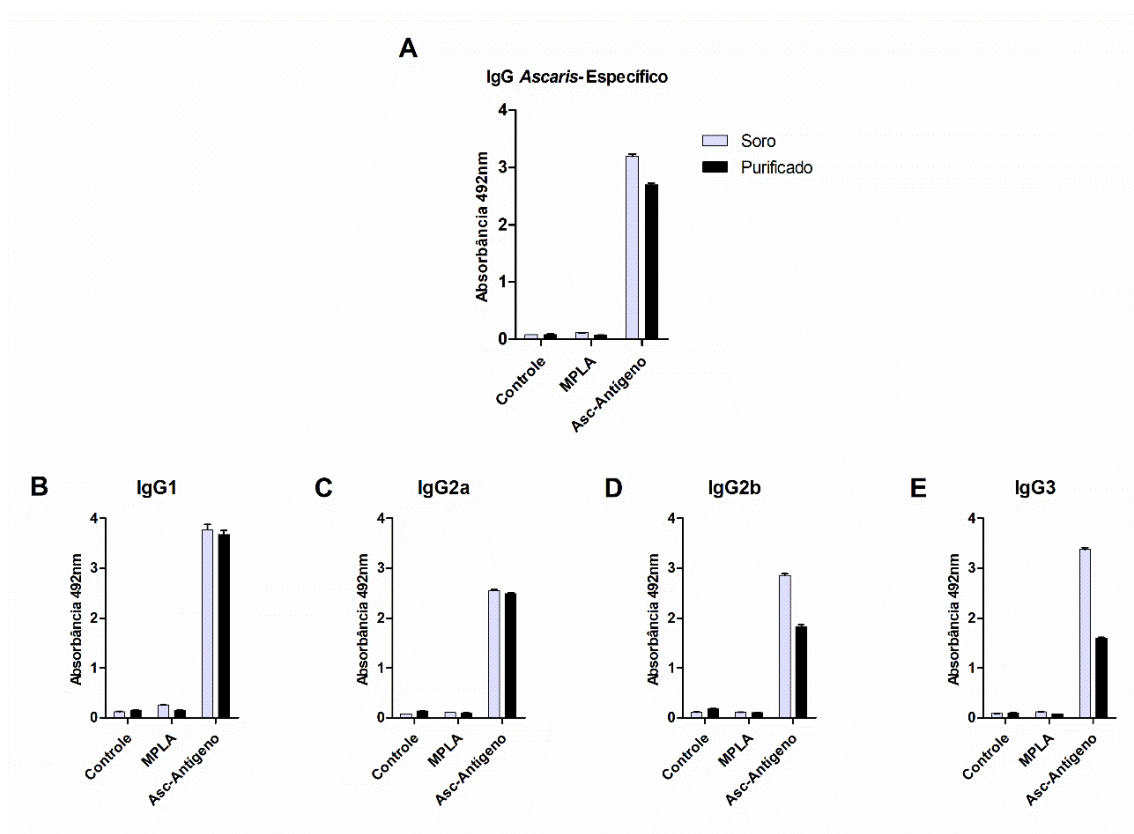 A
IgG Ascaris-Específico
Absorbância 492nm
4
3
2
1
0
Controle
MPLA
Asc-Antígeno
Soro
Purificado
B
IgG1
Absorbância 492nm
4
3
2
1
0
Controle
MPLA
Asc-Antígeno
C
IgG2a
Absorbância 492nm
4
3
2
1
0
Controle
MPLA
Asc-Antígeno
D
IgG2b
Absorbância 492nm
4
3
2
1
0
Controle
MPLA
Asc-Antígeno
E
IgG3
Absorbância 492nm
4
3
2
1
0
Controle
MPLA
Asc-Antígeno